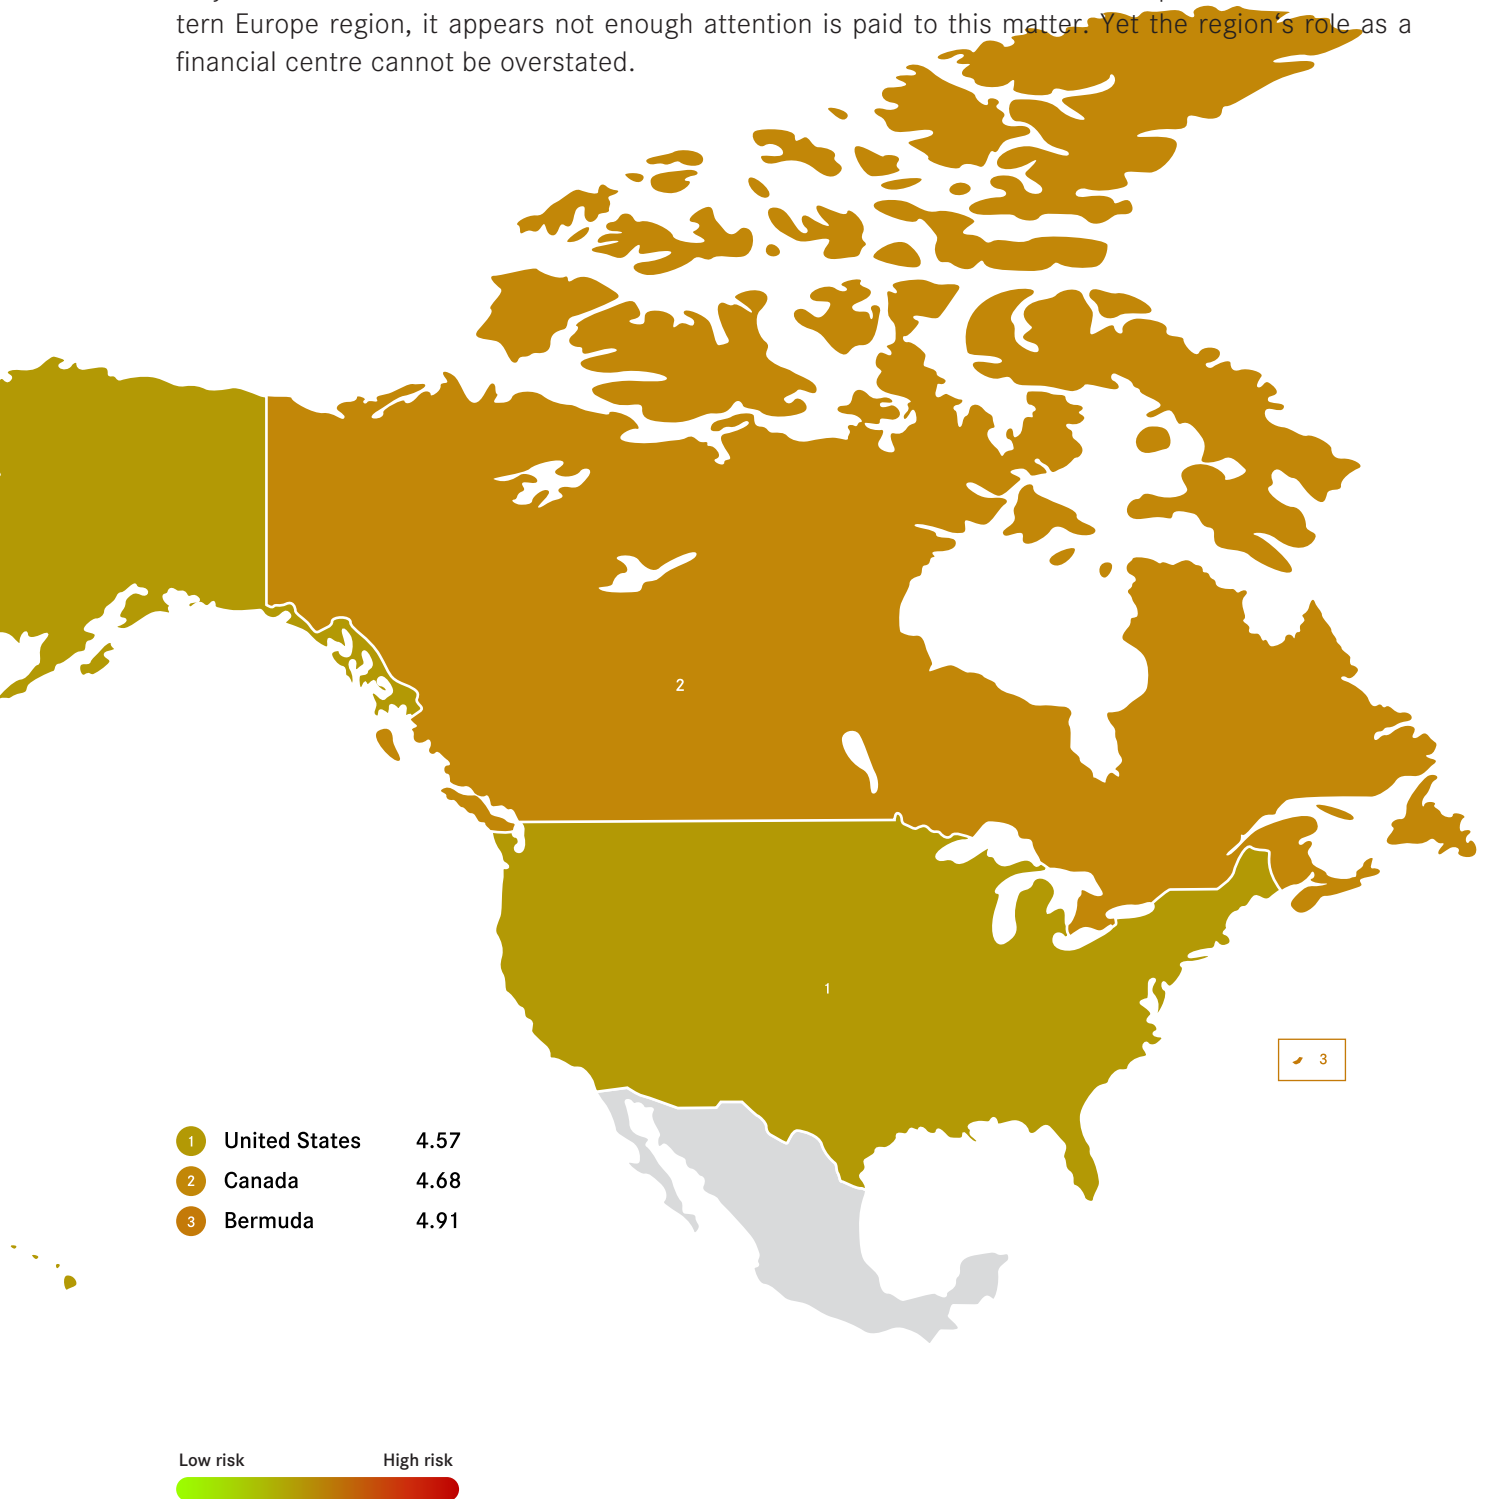 tern Europe region, it appears not enough attention is paid to this matter. Yet the region‘s role as a
financial centre cannot be overstated.
2
1
3
1 United States 4.57
2 Canada 4.68
3 Bermuda 4.91
Low risk High risk